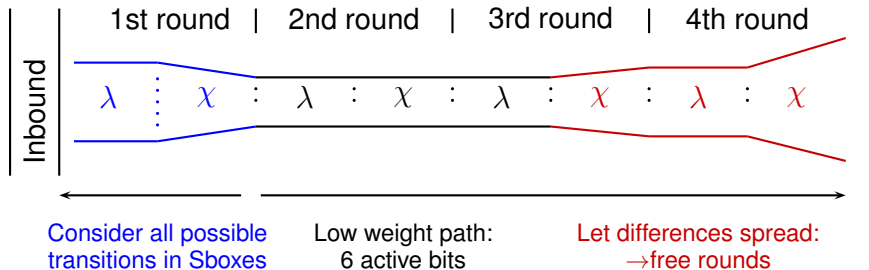 1st round | 2nd round | 3rd round | 4th round
Inbound
λ χ : λ : χ : λ : χ : λ : χ
Consider all possible
transitions in Sboxes
Low weight path:
6 active bits
Let differences spread:
→free rounds